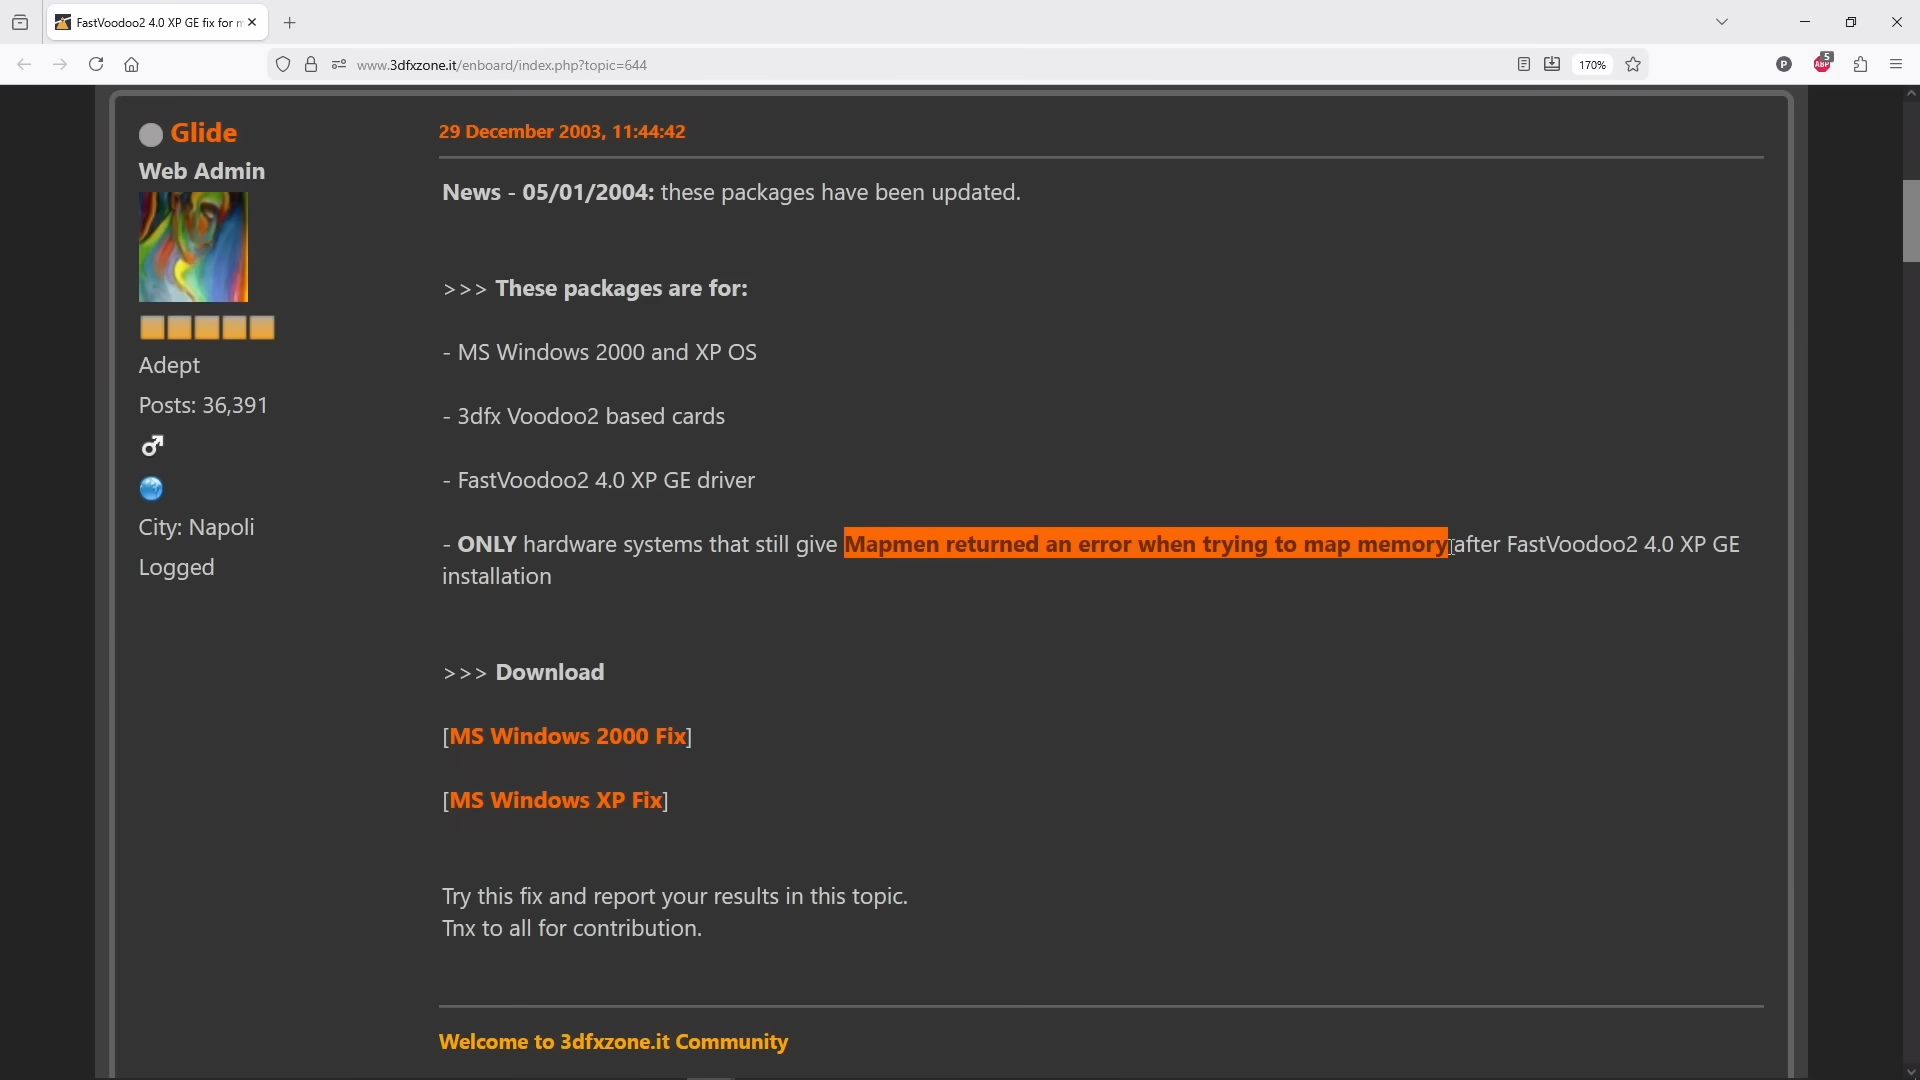 FastVoodoo2 4.0 XP GE fix for
www.3dfxzone.it/enboard/index.php?topic=644
170%
P
ABP
5
Glide
29 December 2003, 11:44:42
Web Admin
News - 05/01/2004: these packages have been updated.
>>> These packages are for:
- MS Windows 2000 and XP OS
Adept
Posts: 36,391
- 3dfx Voodoo2 based cards
- FastVoodoo2 4.0 XP GE driver
City: Napoli
- ONLY hardware systems that still give Mapmen returned an error when trying to map memory after FastVoodoo2 4.0 XP GE
installation
Logged
>>> Download
[MS Windows 2000 Fix]
[MS Windows XP Fix]
Try this fix and report your results in this topic.
Tnx to all for contribution.
Welcome to 3dfxzone.it Community